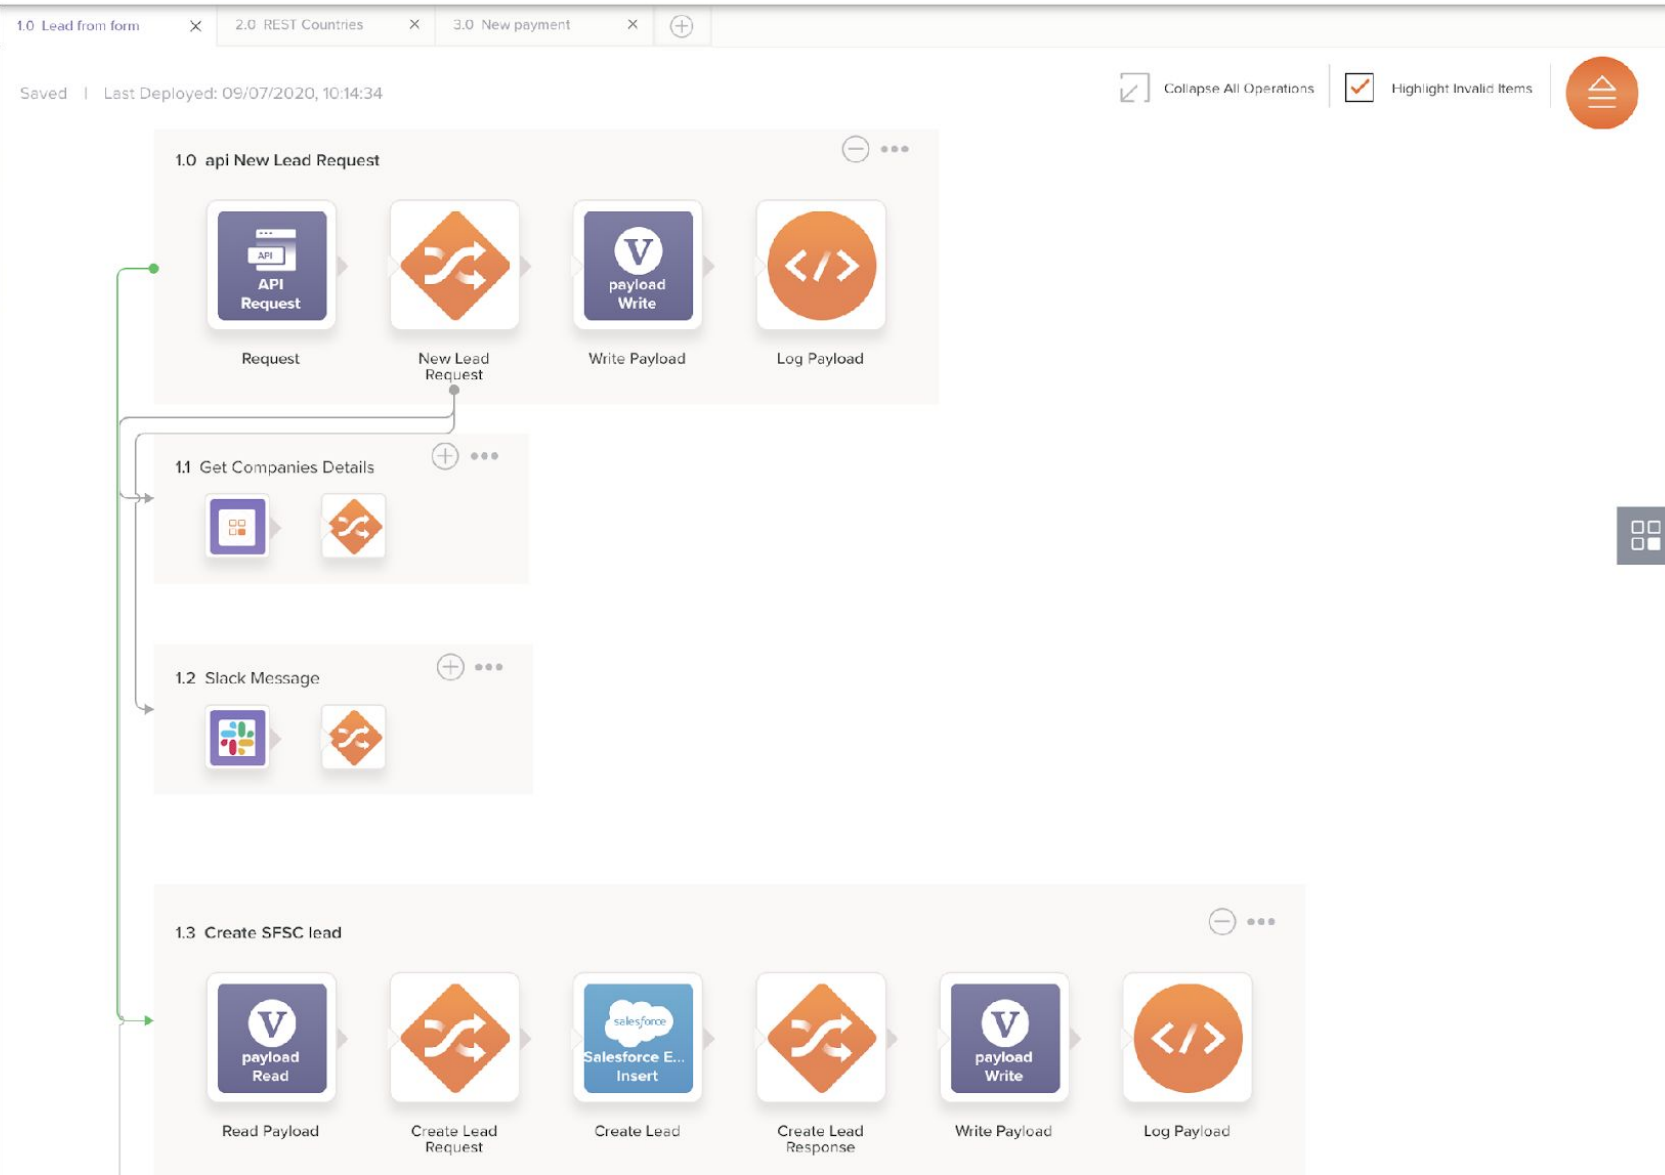 1.0 Lead from form
2.0 REST Countries
3.0 New payment
Saved | Last Deployed: 09/07/2020, 10:14:34
Collapse All Operations
Highlight Invalid Items
1.0 api New Lead Request
API
API
Request
V
payload
Write
Request
New Lead
Request
Write Payload
Log Payload
1.1 Get Companies Details
1.2 Slack Message
1.3 Create SFSC lead
V
payload
Read
salesforce
Salesforce E...
Insert
V
payload
Write
Read Payload
Create Lead
Request
Create Lead
Create Lead
Response
Write Payload
Log Payload